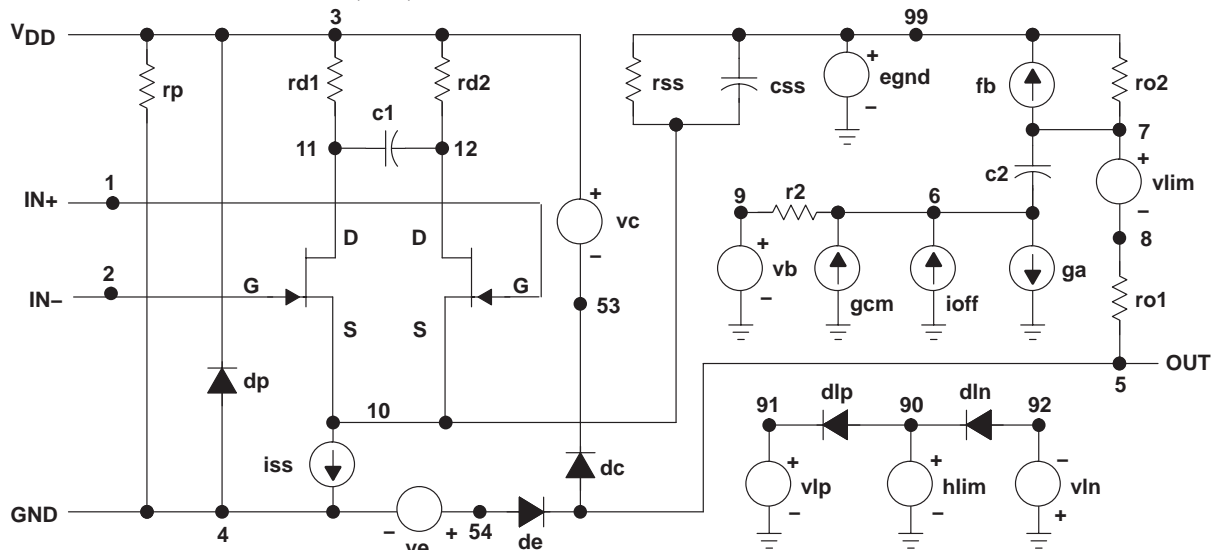 3
99
VDD
rd1
rd2
rss
css
+
egnd
−
fb
ro2
rp
c1
11
12
7
c2
+
vlim
−
1
IN+
9
r2
6
8
+
vc
−
D
D
+
vb
−
gcm
ioff
ga
2
IN−
G
G
53
ro1
S
S
OUT
5
dp
10
91
dlp
90
dln
92
iss
dc
+
vlp
−
+
hlim
−
−
vln
+
GND
4
−
+
54
ve
de